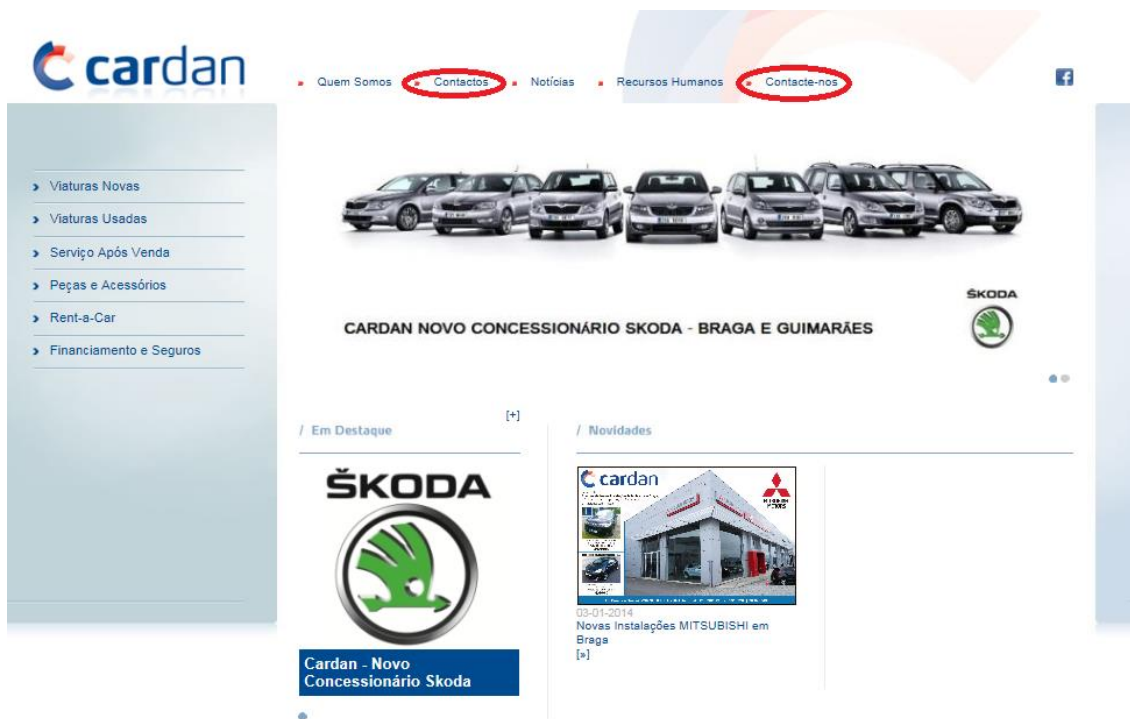 cardan
Quem Somos
Contactos
Notícias
Recursos Humanos
Contacte-nos
f
Viaturas Novas
Viaturas Usadas
Serviço Após Venda
Peças e Acessórios
Rent-a-Car
Financiamento e Seguros
ŠKODA
CARDAN NOVO CONCESSIONÁRIO SKODA - BRAGA E GUIMARÃES
[+]
/ Em Destaque
ŠKODA
Cardan - Novo
Concessionário Skoda
/ Novidades
cardan
MITSUBISHI
MOTORS
03-01-2014
Novas Instalações MITSUBISHI em
Braga
[»]